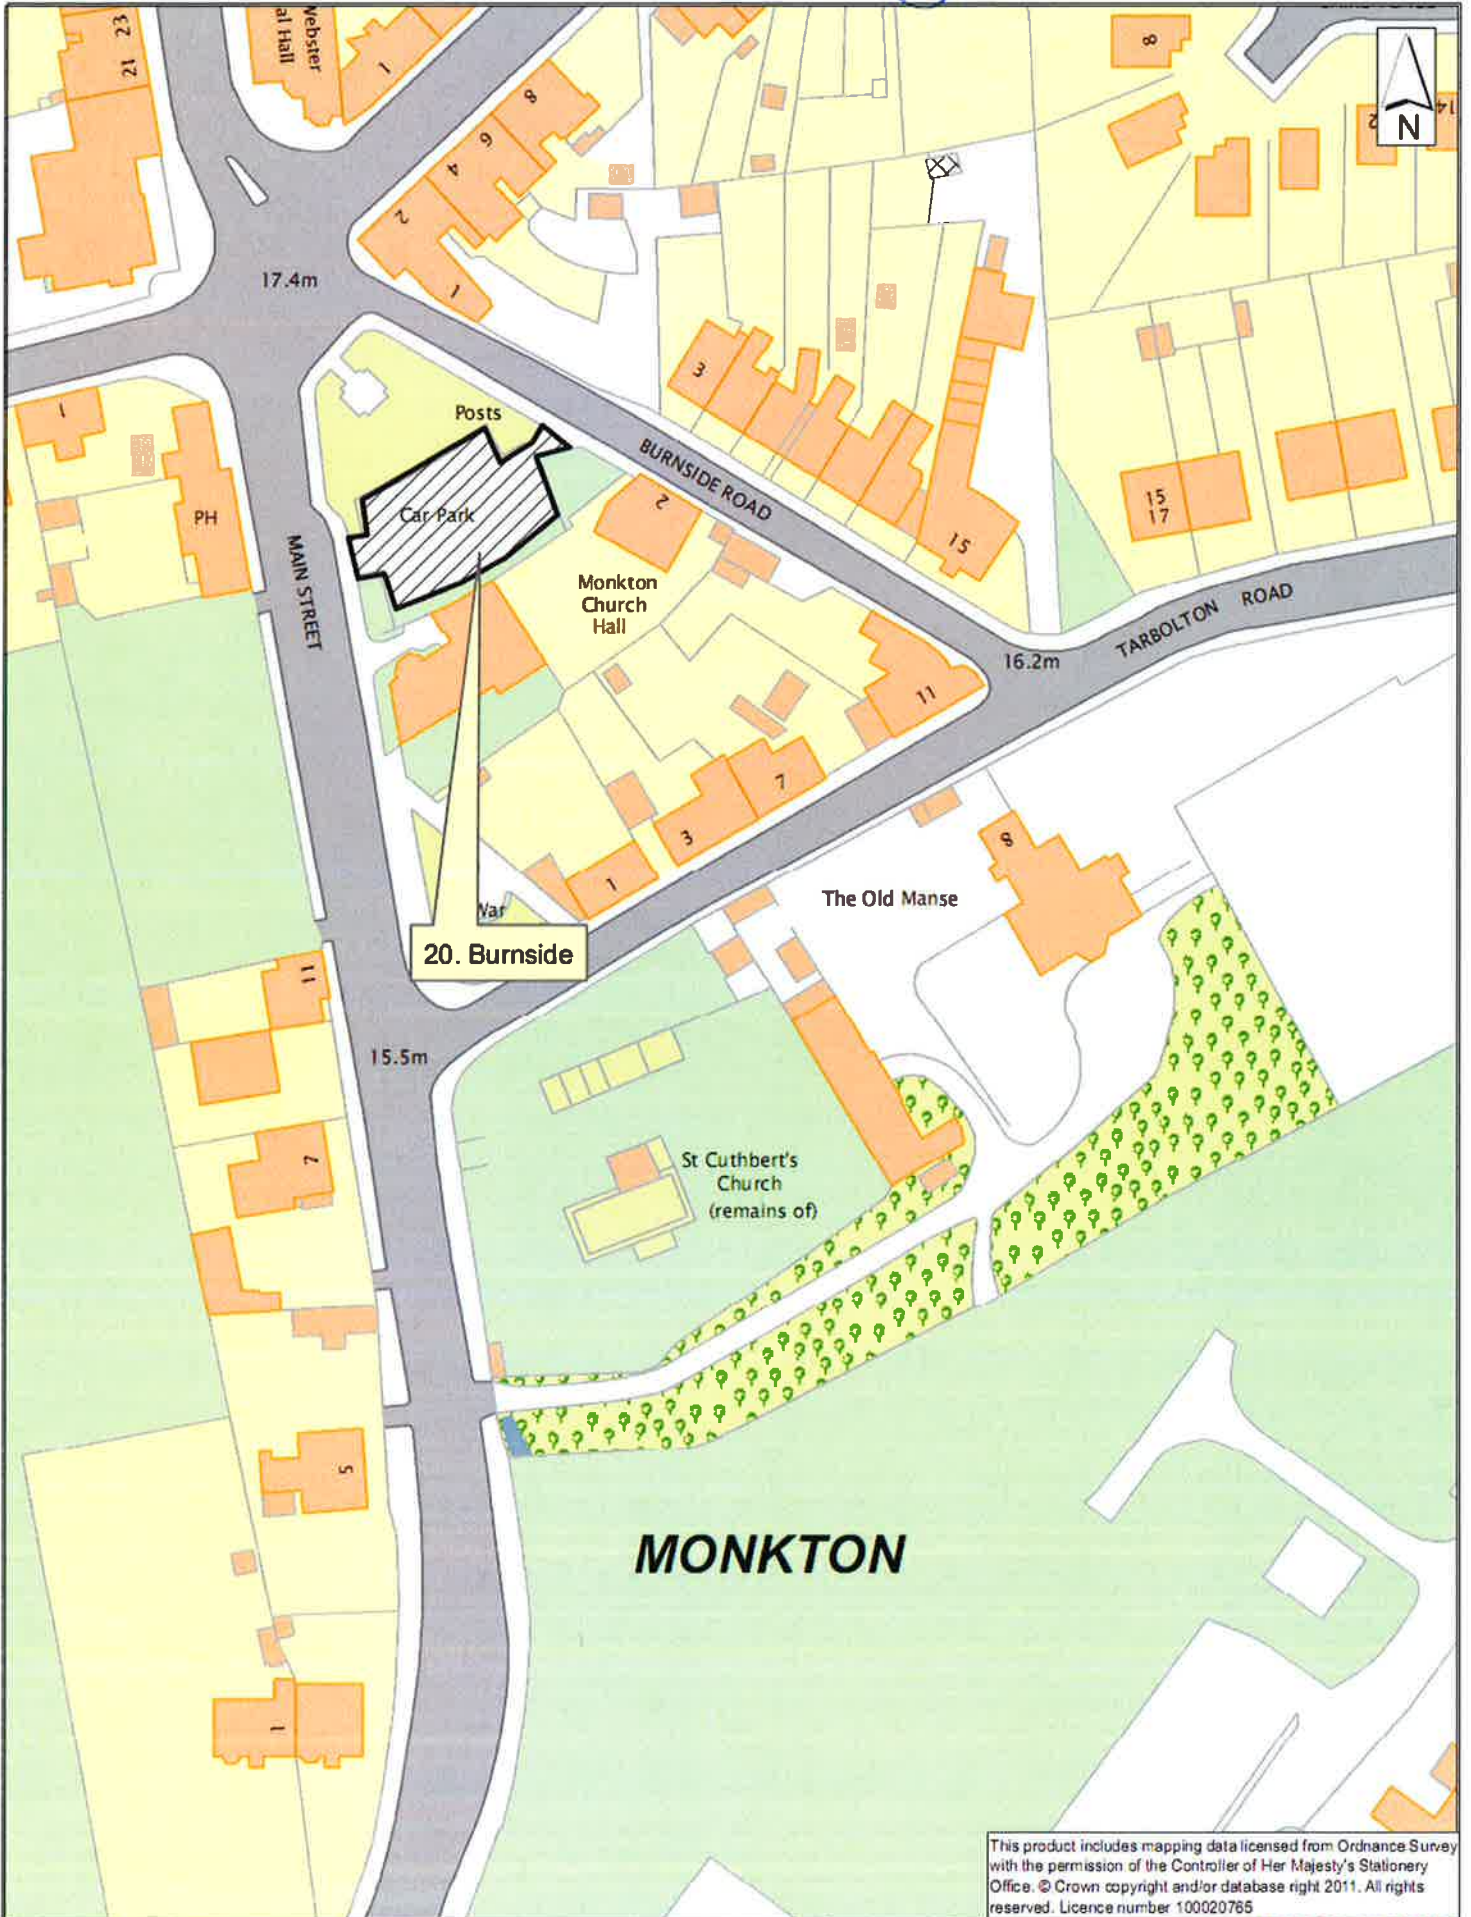 23
21
al Hall
Webster
1
8
6
4
2
1
8
2
14
N
17.4m
Posts
3
1
PH
Car Park
BURNSIDE ROAD
2
15
15
17
MAIN STREET
Monkton
Church
Hall
TARBOLTON ROAD
16.2m
11
7
3
1
8
The Old Manse
War
20. Burnside
11
15.5m
7
St Cuthbert's
Church
(remains of)
5
MONKTON
1
This product includes mapping data licensed from Ordnance Survey
with the permission of the Controller of Her Majesty's Stationery
Office. © Crown copyright and/or database right 2011. All rights
reserved. Licence number 100020765